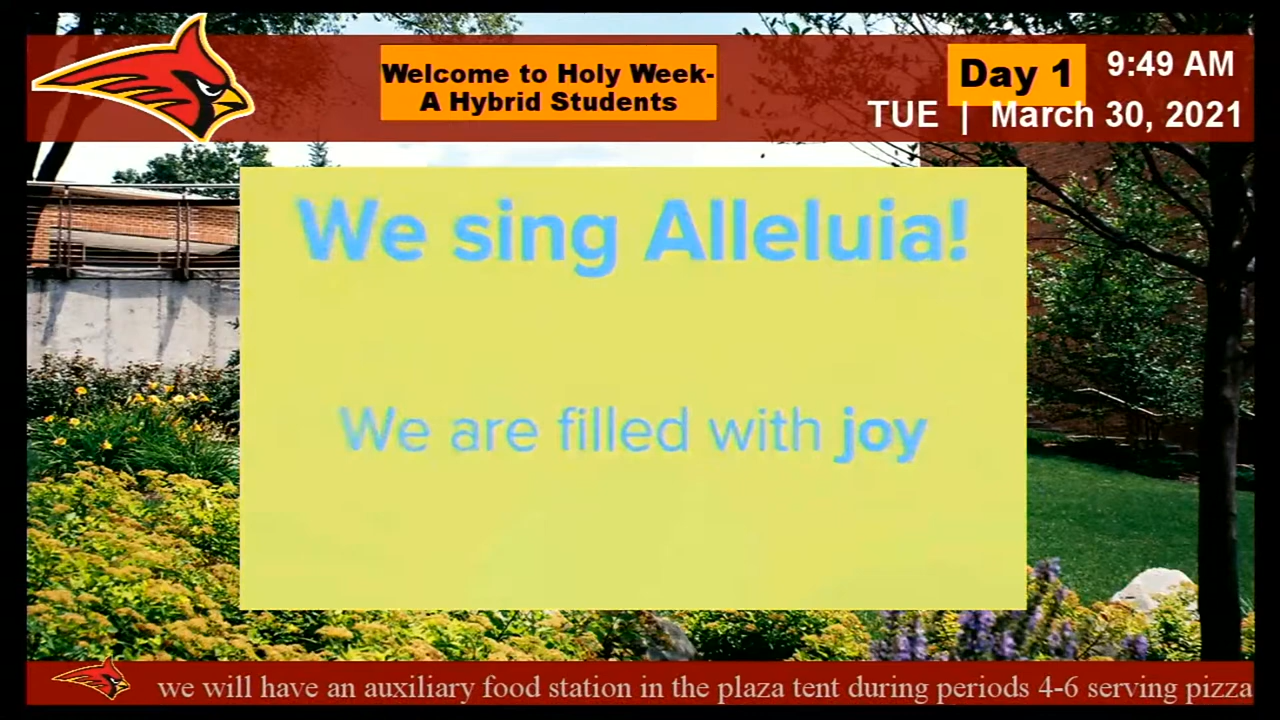 Welcome to Holy Week-
A Hybrid Students
Day 1
9:49 AM
TUE | March 30, 2021
We sing Alleluia!
We are filled with joy
we will have an auxiliary food station in the plaza tent during periods 4-6 serving pizza